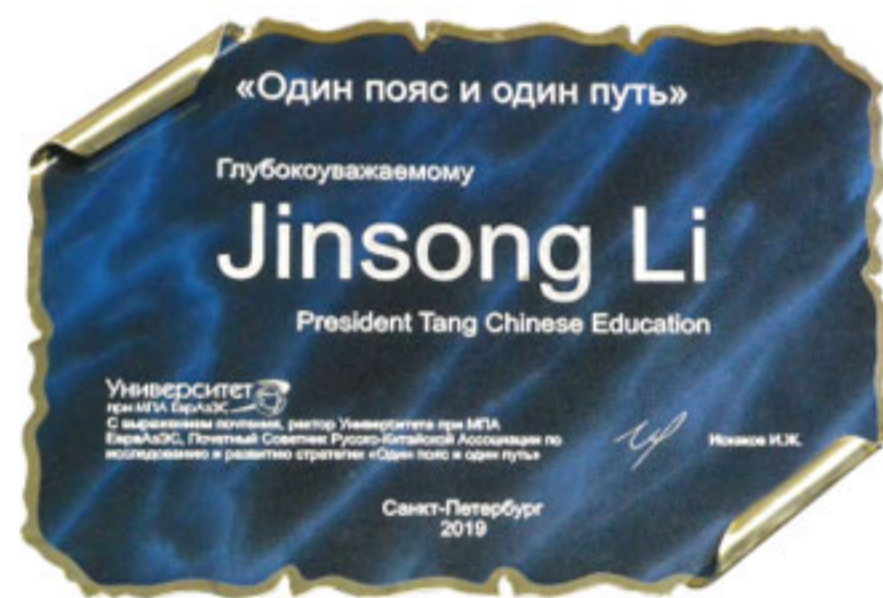 «Один пояс и один путь»
Глубокоуважаемому
Jinsong Li
President Tang Chinese Education
Университет
при МПА ЕврАзЭС
С выражением почтения, ректор Университета при МПА
ЕврАзЭС, Почетный Советник Русско-Китайской Ассоциации по
исследованию и развитию стратегии «Один пояс и один путь»
И.Ж.
Санкт-Петербург
2019